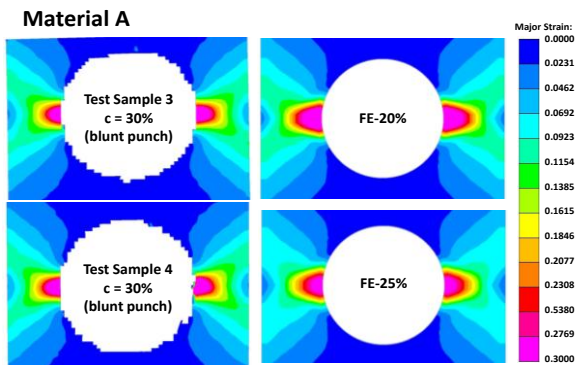 Material A
Test Sample 3
c = 30%
(blunt punch)
FE-20%
Test Sample 4
c = 30%
(blunt punch)
FE-25%
Major Strain:
0.0000
0.0231
0.0462
0.0692
0.0923
0.1154
0.1385
0.1615
0.1846
0.2077
0.2308
0.5380
0.2769
0.3000